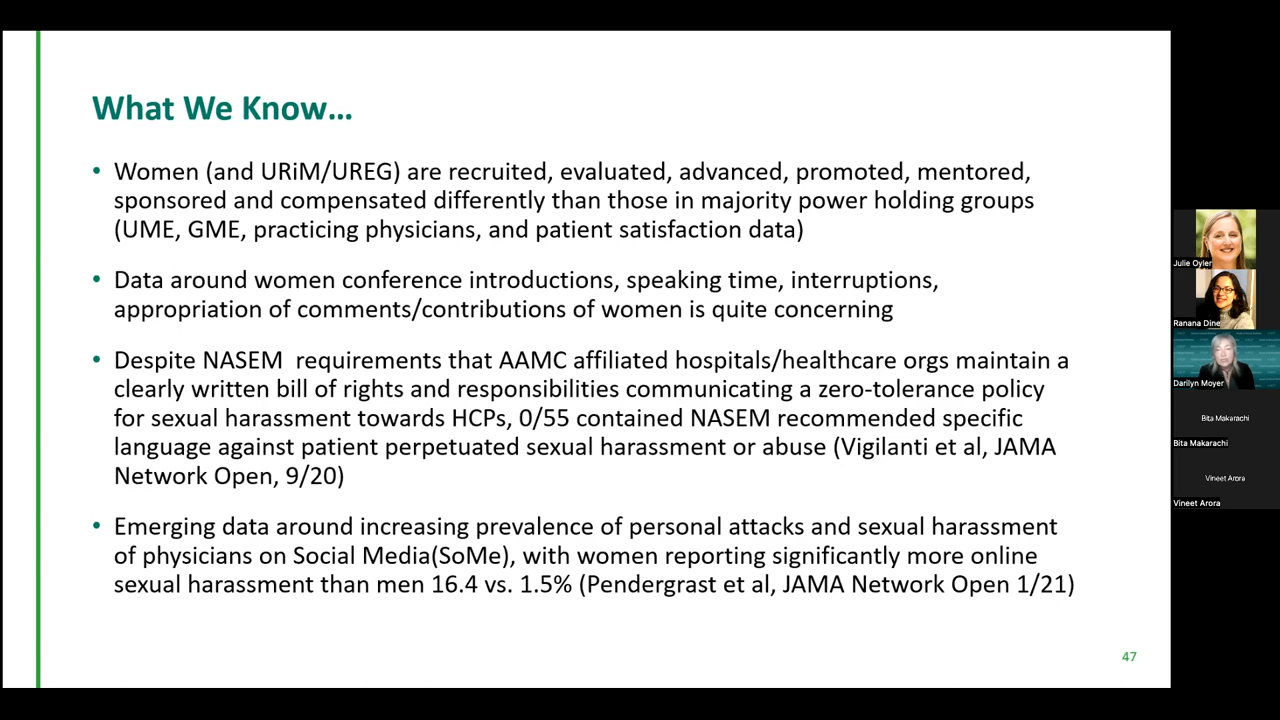 What We Know...
• Women (and URiM/UREG) are recruited, evaluated, advanced, promoted, mentored,
sponsored and compensated differently than those in majority power holding groups
(UME, GME, practicing physicians, and patient satisfaction data)
• Data around women conference introductions, speaking time, interruptions,
appropriation of comments/contributions of women is quite concerning
• Despite NASEM  requirements that AAMC affiliated hospitals/healthcare orgs maintain a
clearly written bill of rights and responsibilities communicating a zero-tolerance policy
for sexual harassment towards HCPs, 0/55 contained NASEM recommended specific
language against patient perpetuated sexual harassment or abuse (Vigilanti et al, JAMA
Network Open, 9/20)
• Emerging data around increasing prevalence of personal attacks and sexual harassment
of physicians on Social Media(SoMe), with women reporting significantly more online
sexual harassment than men 16.4 vs. 1.5% (Pendergrast et al, JAMA Network Open 1/21)
47
Julie Oyler
Ranana Dine
Darilyn Moyer
Bita Makarachi
Bita Makarachi
Vineet Arora
Vineet Arora